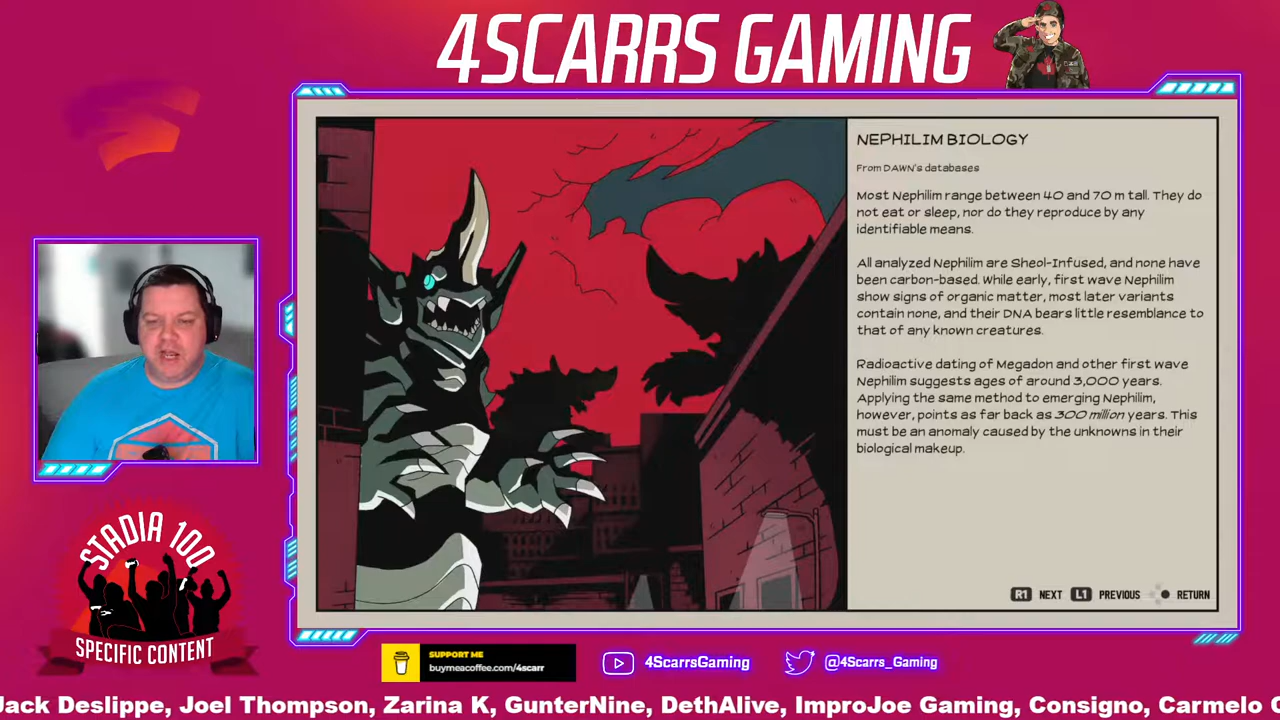 4SCARRS GAMING
NEPHILIM BIOLOGY
From DAWN's databases
Most Nephilim range between 40 and 70 m tall. They do
not eat or sleep, nor do they reproduce by any
identifiable means.
All analyzed Nephilim are Sheol-Infused, and none have
been carbon-based. While early, first wave Nephilim
show signs of organic matter, most later variants
contain none, and their DNA bears little resemblance to
that of any known creatures.
Radioactive dating of Megadon and other first wave
Nephilim suggests ages of around 3,000 years.
Applying the same method to emerging Nephilim,
however, points as far back as 300 million years. This
must be an anomaly caused by the unknowns in their
biological makeup.
R1 NEXT L1 PREVIOUS RETURN
STADIA 100
SPECIFIC CONTENT
SUPPORT ME
buymeacoffee.com/4scarr
4ScarrsGaming
@4Scarrs_Gaming
Jack Deslippe, Joel Thompson, Zarina K, GunterNine, DethAlive, ImproJoe Gaming, Consigno, Carmelo